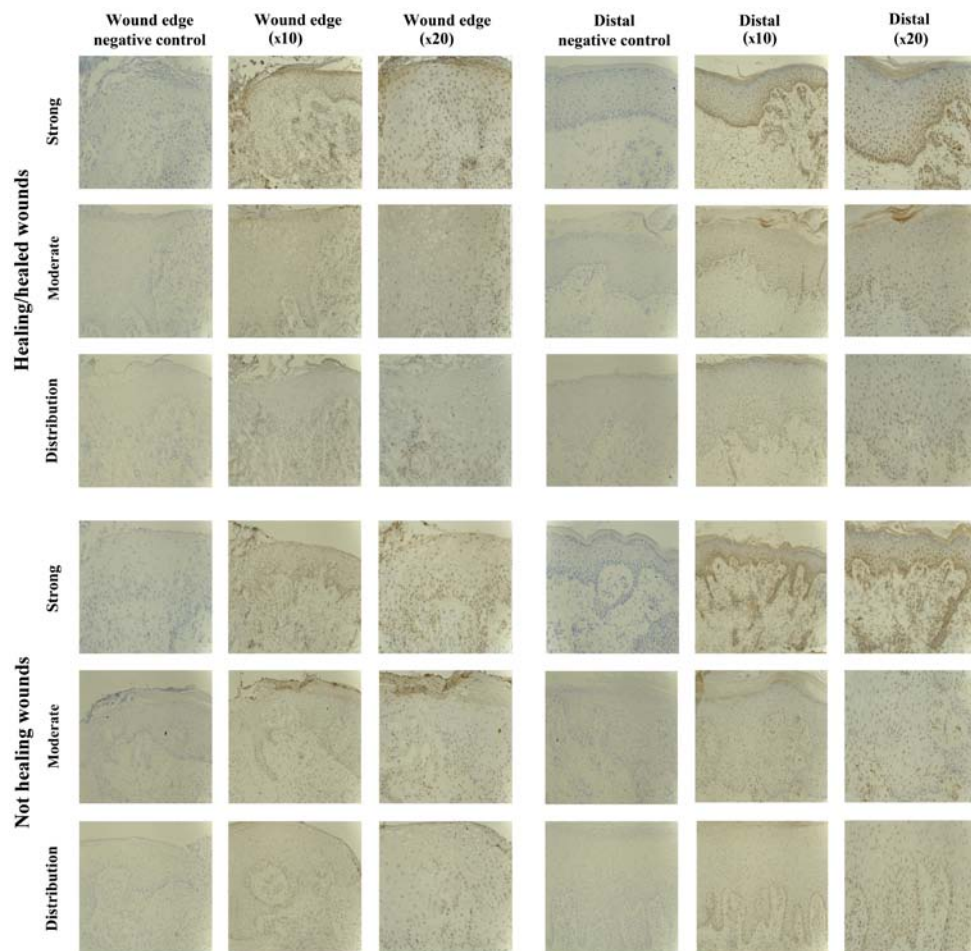 Wound edge
negative control
Wound edge
(x10)
Wound edge
(x20)
Distal
negative control
Distal
(x10)
Distal
(x20)
Healing/healed wounds
Strong
Moderate
Distribution
Not healing wounds
Strong
Moderate
Distribution